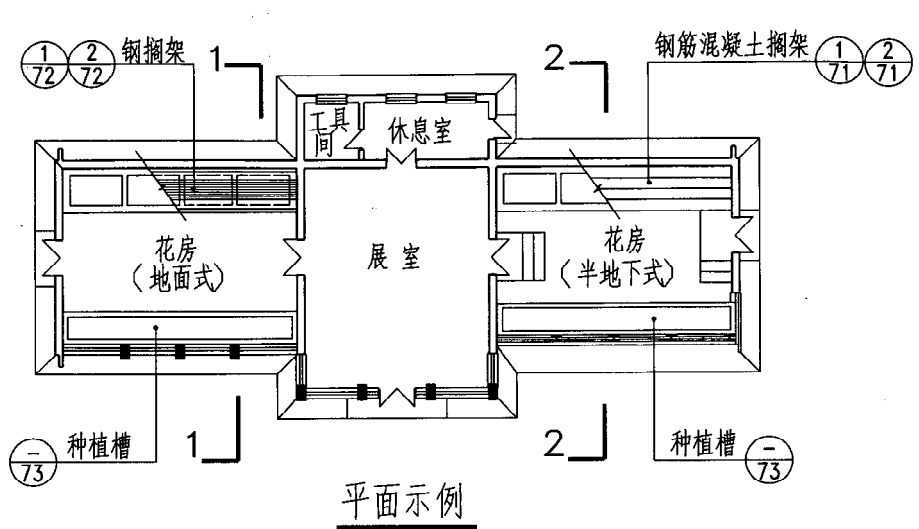 1
72
2
72
钢搁架
1
2
钢筋混凝土搁架
1
71
2
71
工具
间
休息室
花房
(地面式)
展室
花房
(半地下式)
种植槽
–
73
1
2
种植槽
–
73
平面示例